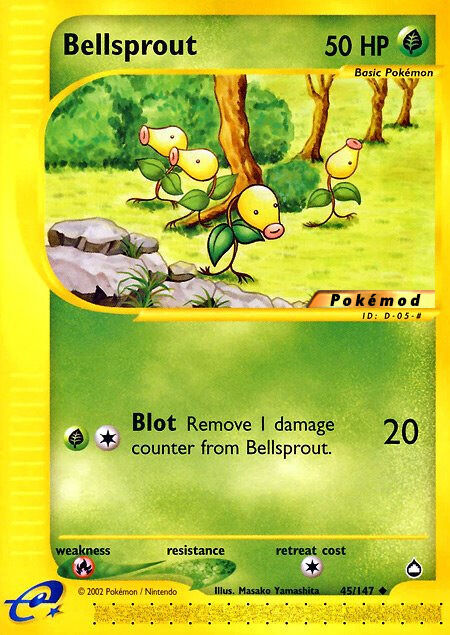 Bellsprout 50 HP
Basic Pokémon
Pokémod
ID: D-05-#
Blot Remove 1 damage 20
counter from Bellsprout.
weakness resistance retreat cost
© 2002 Pokémon / Nintendo Illus. Masako Yamashita 45/147
e